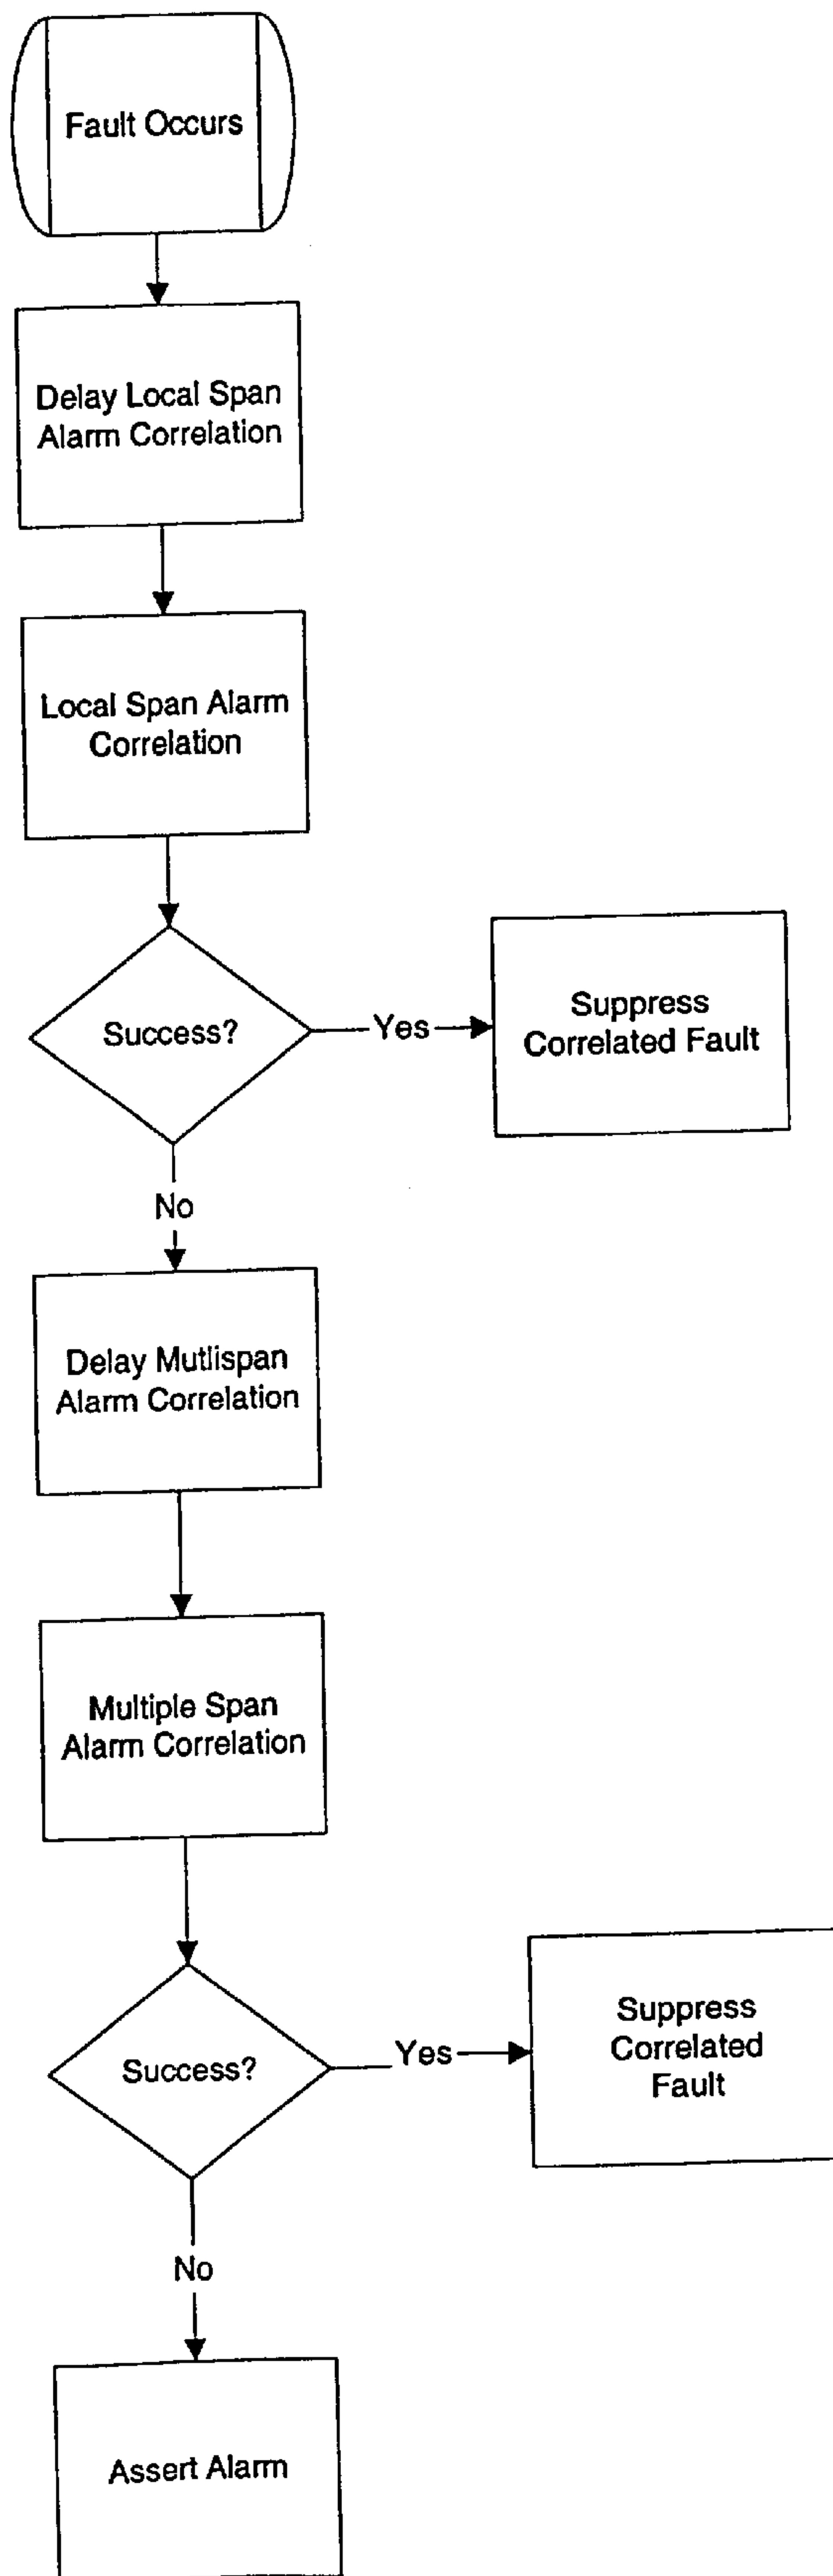 Fault Occurs
Delay Local Span
Alarm Correlation
Local Span Alarm
Correlation
Success?
Yes
Suppress
Correlated Fault
No
Delay Mutlispan
Alarm Correlation
Multiple Span
Alarm Correlation
Success?
Yes
Suppress
Correlated
Fault
No
Assert Alarm